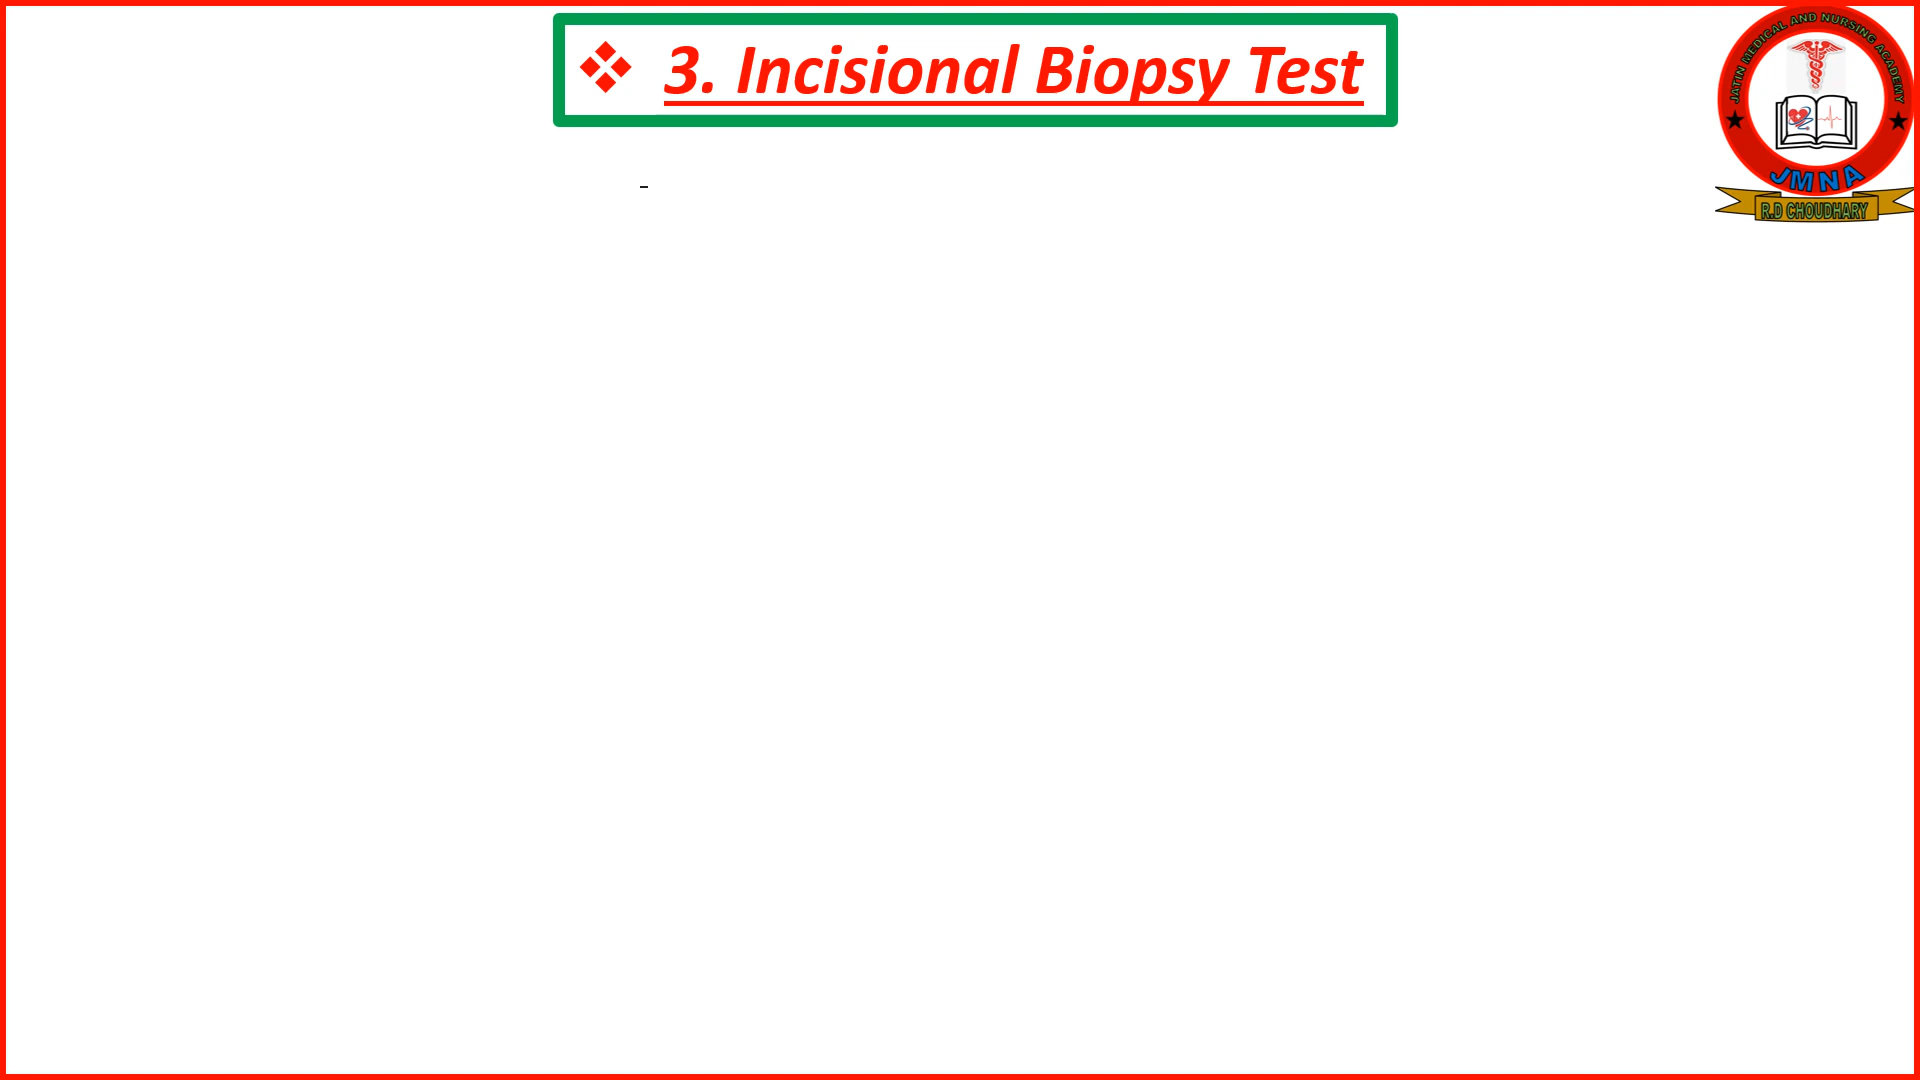 ❖ 3. Incisional Biopsy Test
JATIN MEDICAL AND NURSING ACADEMY
JMNA
R.D CHOUDHARY